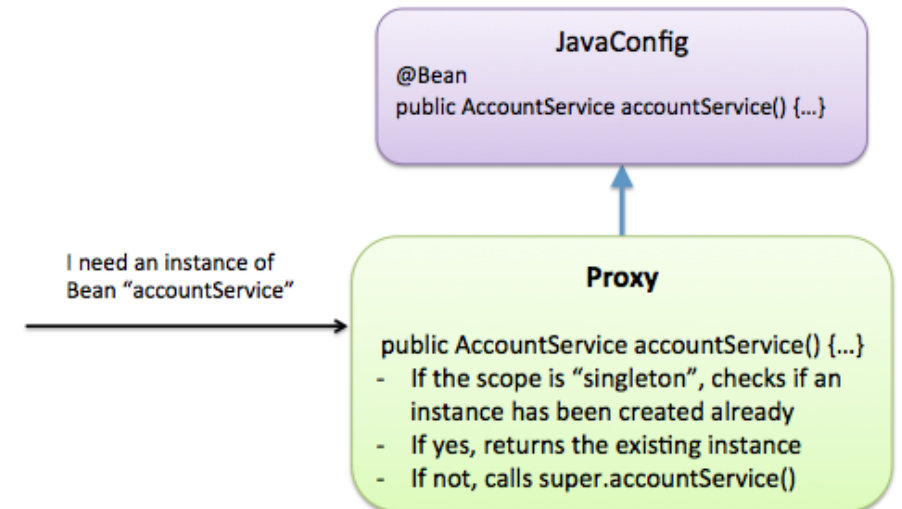 JavaConfig
@Bean
public AccountService accountService() {…}
I need an instance of
Bean “accountService”
Proxy
public AccountService accountService() {…}
- If the scope is “singleton”, checks if an
instance has been created already
- If yes, returns the existing instance
- If not, calls super.accountService()